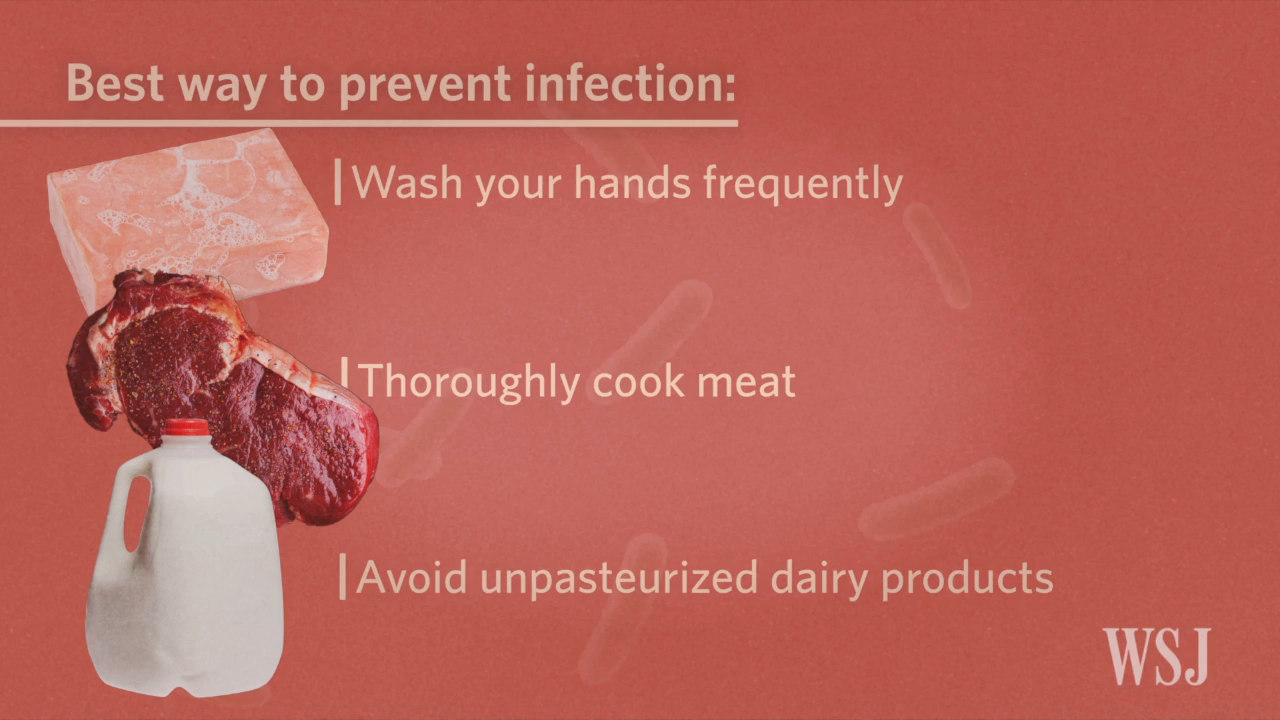 Best way to prevent infection:
Wash your hands frequently
Thoroughly cook meat
Avoid unpasteurized dairy products
WSJ